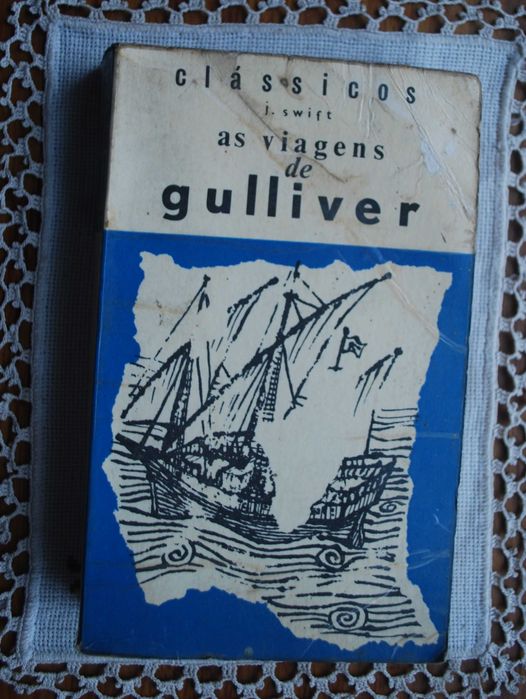 clássicos
j. swift
as viagens
de
gulliver